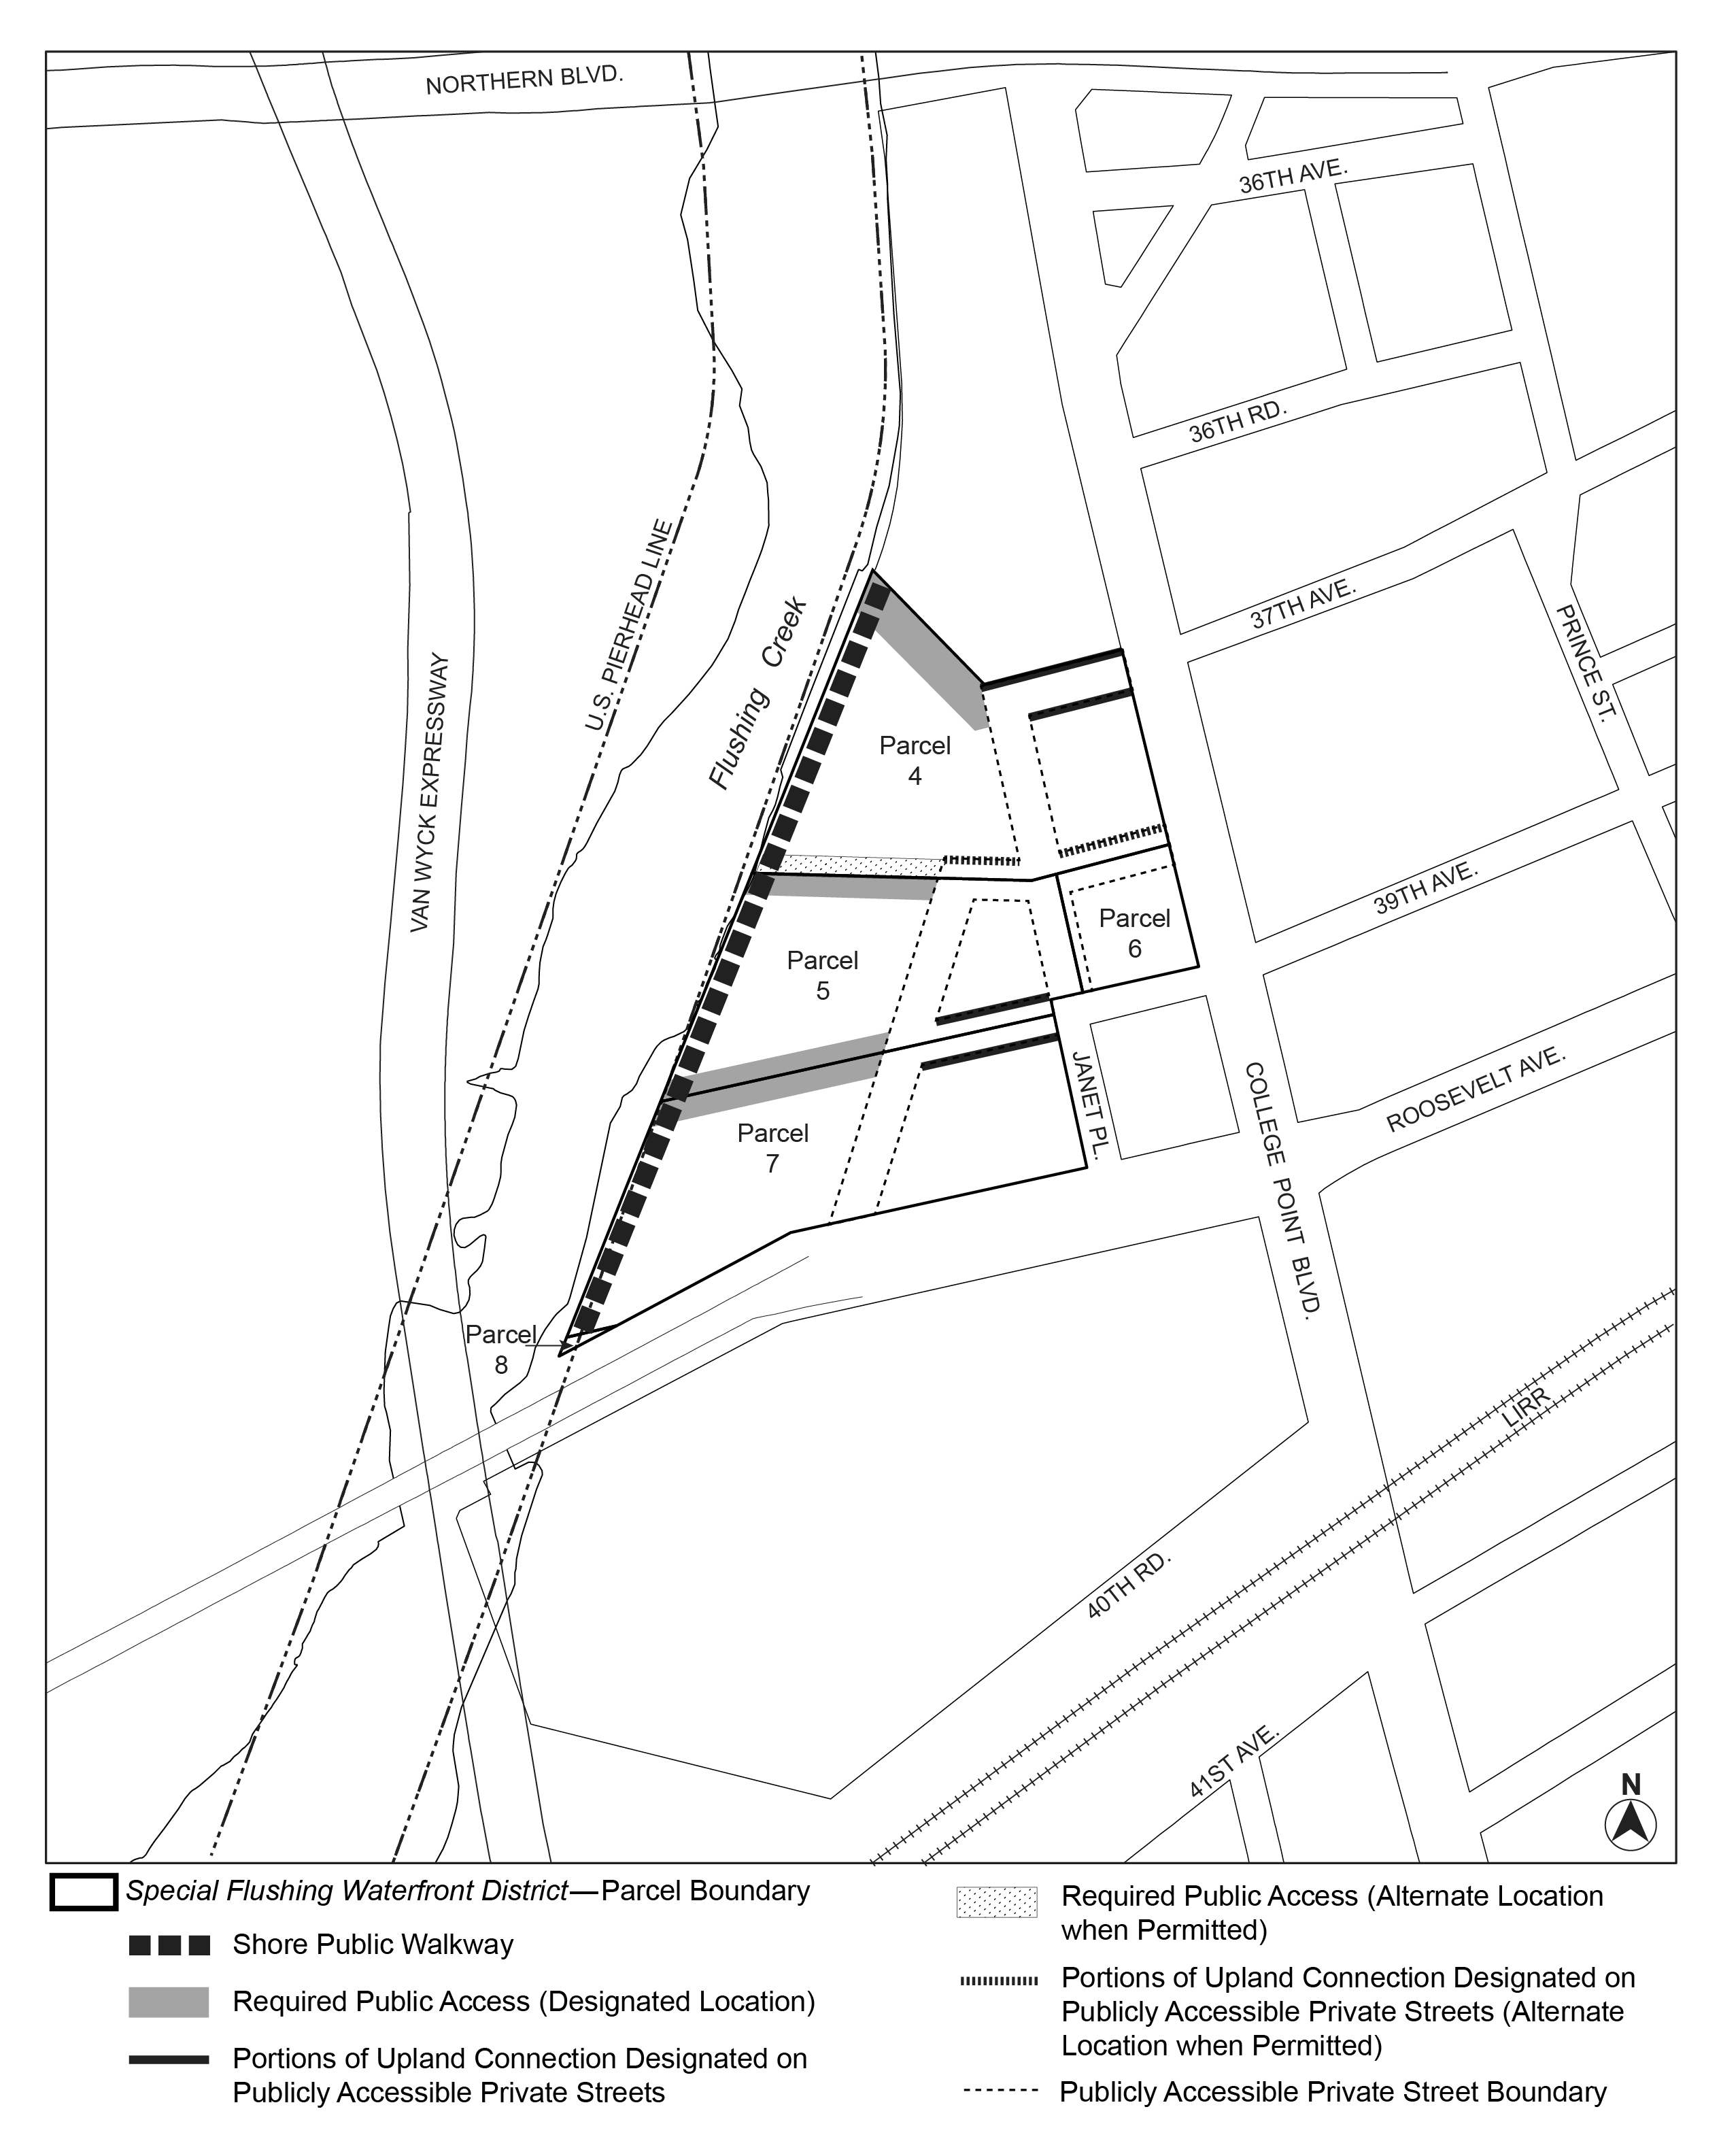 NORTHERN BLVD.
36TH AVE.
36TH RD.
37TH AVE.
PRINCE ST.
U.S. PIERHEAD LINE
Flushing Creek
VAN WYCK EXPRESSWAY
Parcel
4
39TH AVE.
Parcel
6
Parcel
5
JANET PL.
COLLEGE POINT BLVD.
ROOSEVELT AVE.
Parcel
7
Parcel
8
LIRR
40TH RD.
41ST AVE.
N
Special Flushing Waterfront District—Parcel Boundary
Shore Public Walkway
Required Public Access (Designated Location)
Portions of Upland Connection Designated on
Publicly Accessible Private Streets
Required Public Access (Alternate Location
when Permitted)
Portions of Upland Connection Designated on
Publicly Accessible Private Streets (Alternate
Location when Permitted)
Publicly Accessible Private Street Boundary